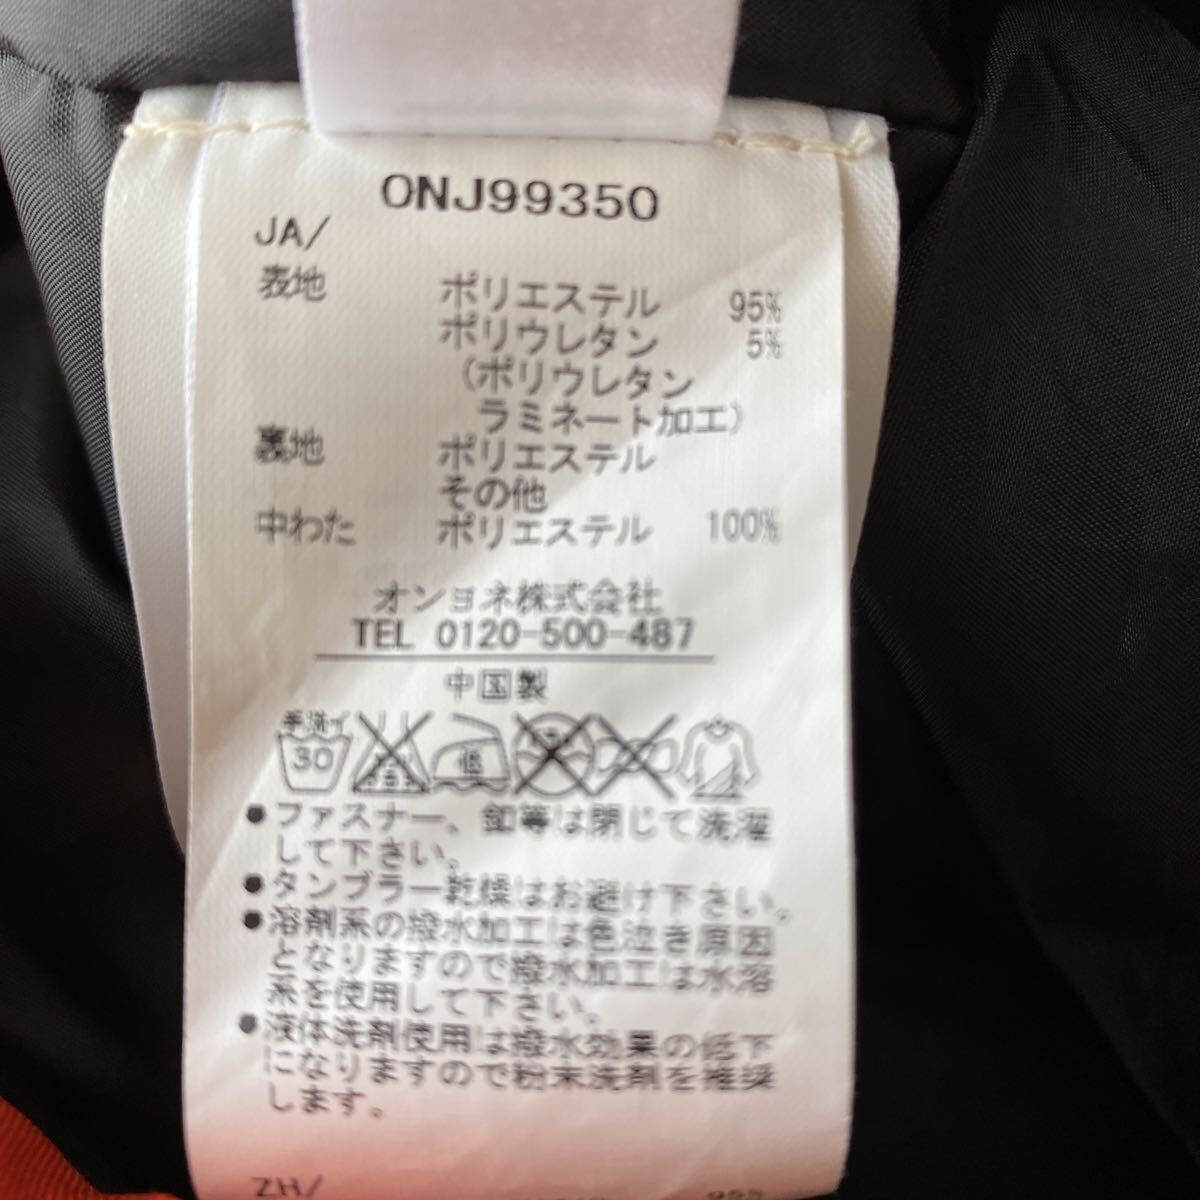 ONJ99350
JA/
表地 ポリエステル 95%
ポリウレタン 5%
(ポリウレタン
ラミネート加工)
裏地 ポリエステル
その他
中わた ポリエステル 100%
オンヨネ株式会社
TEL 0120-500-487
中国製
手洗イ
30 低
●ファスナー、釦等は閉じて洗濯
して下さい。
●タンブラー乾燥はお避け下さい。
●溶剤系の撥水加工は色泣き原因
となりますので撥水加工は水溶
系を使用して下さい。
●液体洗剤使用は撥水効果の低下
になりますので粉末洗剤を推奨
します。
ZH/